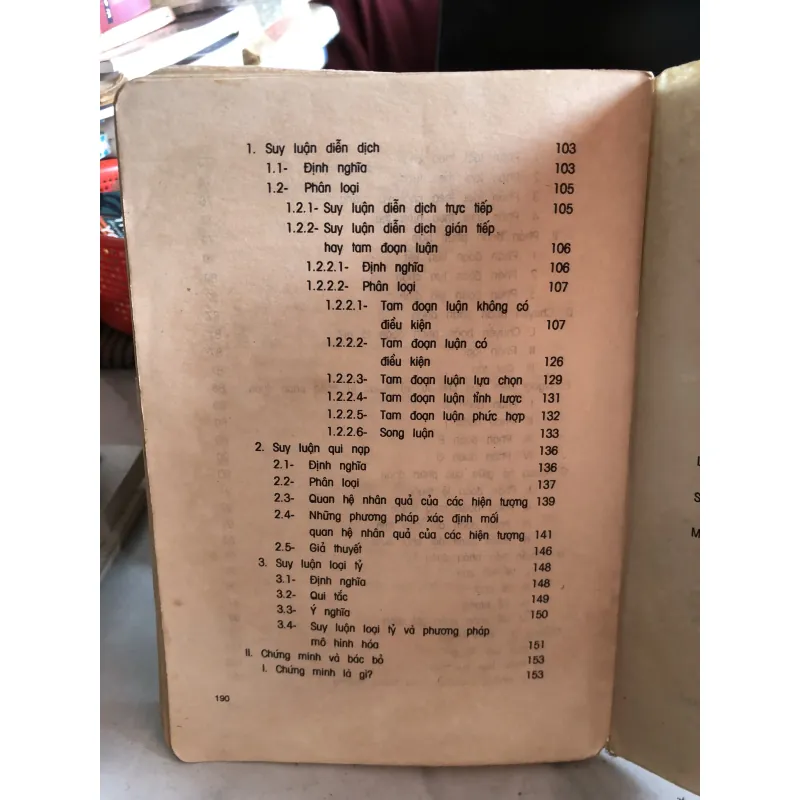 1. Suy luận diễn dịch 103
1.1- Định nghĩa 103
1.2- Phân loại 105
1.2.1- Suy luận diễn dịch trực tiếp 105
1.2.2- Suy luận diễn dịch gián tiếp
hay tam đoạn luận 106
1.2.2.1- Định nghĩa 106
1.2.2.2- Phân loại 107
1.2.2.1- Tam đoạn luận không có
điều kiện 107
1.2.2.2- Tam đoạn luận có
điều kiện 126
1.2.2.3- Tam đoạn luận lựa chọn 129
1.2.2.4- Tam đoạn luận tỉnh lược 131
1.2.2.5- Tam đoạn luận phức hợp 132
1.2.2.6- Song luận 133
2. Suy luận qui nạp 136
2.1- Định nghĩa 136
2.2- Phân loại 137
2.3- Quan hệ nhân quả của các hiện tượng 139
2.4- Những phương pháp xác định mối
quan hệ nhân quả của các hiện tượng 141
2.5- Giả thuyết 146
3. Suy luận loại tỷ 148
3.1- Định nghĩa 148
3.2- Qui tắc 149
3.3- Ý nghĩa 150
3.4- Suy luận loại tỷ và phương pháp
mô hình hóa 151
II. Chứng minh và bác bỏ 153
I. Chứng minh là gì? 153
190